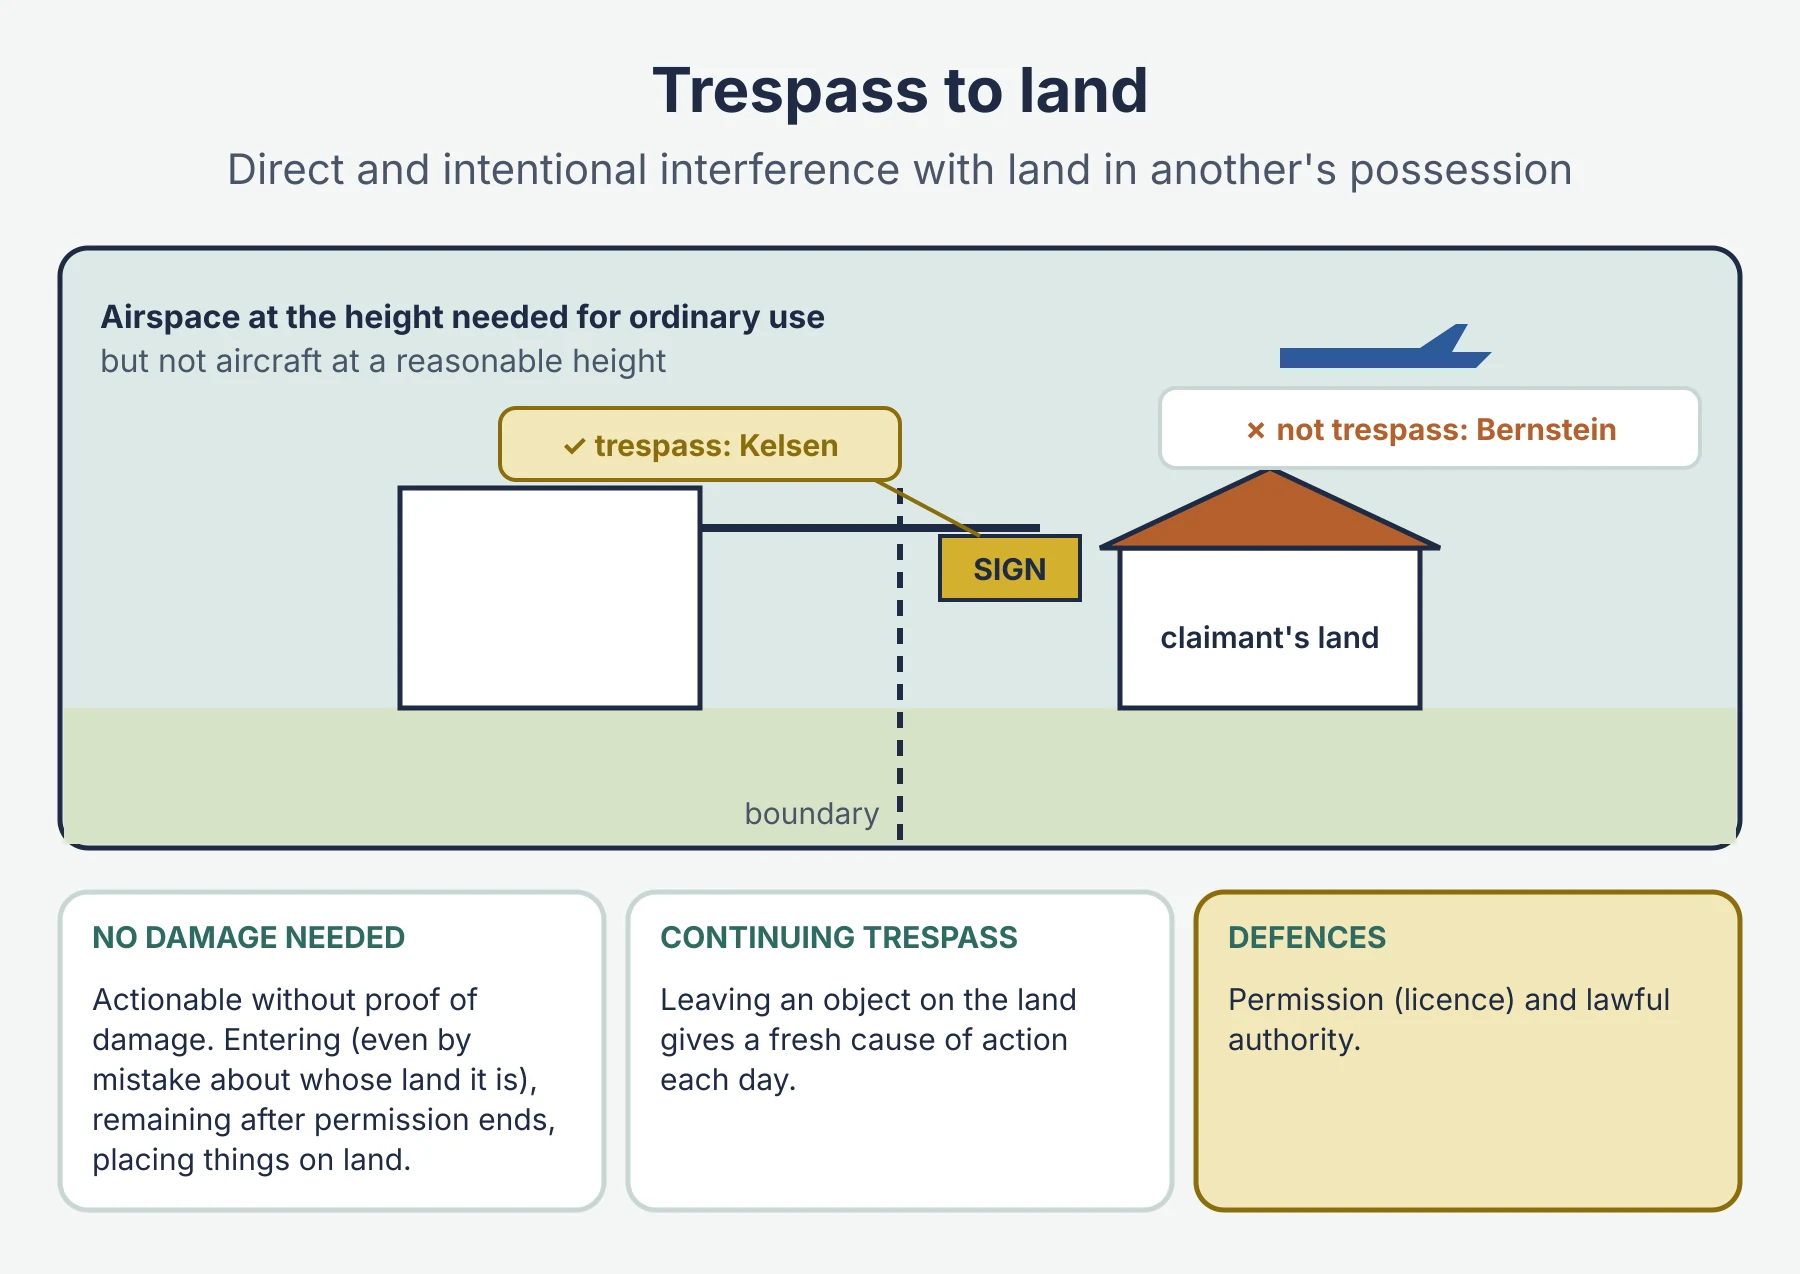 Trespass to land
Direct and intentional interference with land in another's possession
Airspace at the height needed for ordinary use
but not aircraft at a reasonable height
✓ trespass: Kelsen
× not trespass: Bernstein
SIGN
claimant's land
boundary
NO DAMAGE NEEDED
Actionable without proof of
damage. Entering (even by
mistake about whose land it is),
remaining after permission ends,
placing things on land.
CONTINUING TRESPASS
Leaving an object on the land
gives a fresh cause of action
each day.
DEFENCES
Permission (licence) and lawful
authority.